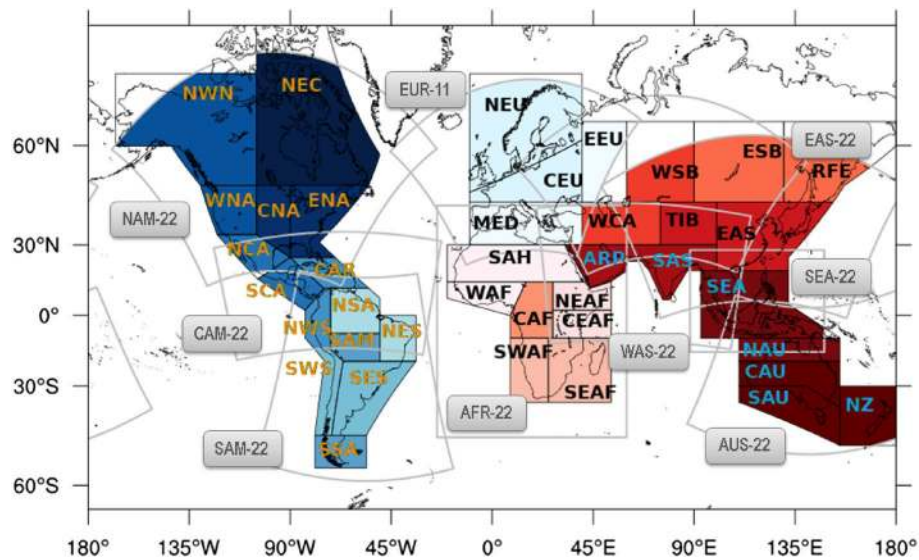 NWN NEC EUR-11 NEU
60°N EEU ESB EAS-22
WSB RFE
CEU
WNA CNA ENA
NAM-22 MED WCA TIB EAS
30°N NCA SAH ARP SAS
CAR SEA SEA-22
SCA NSA WAF NEAF
0° CAM-22 NWS NES CAF CEAF
SAM SWAF WAS-22 NAU
SWS SES CAU
30°S SEAF SAU NZ
AFR-22
SAM-22 SSA AUS-22
60°S
180° 135°W 90°W 45°W 0° 45°E 90°E 135°E 180°